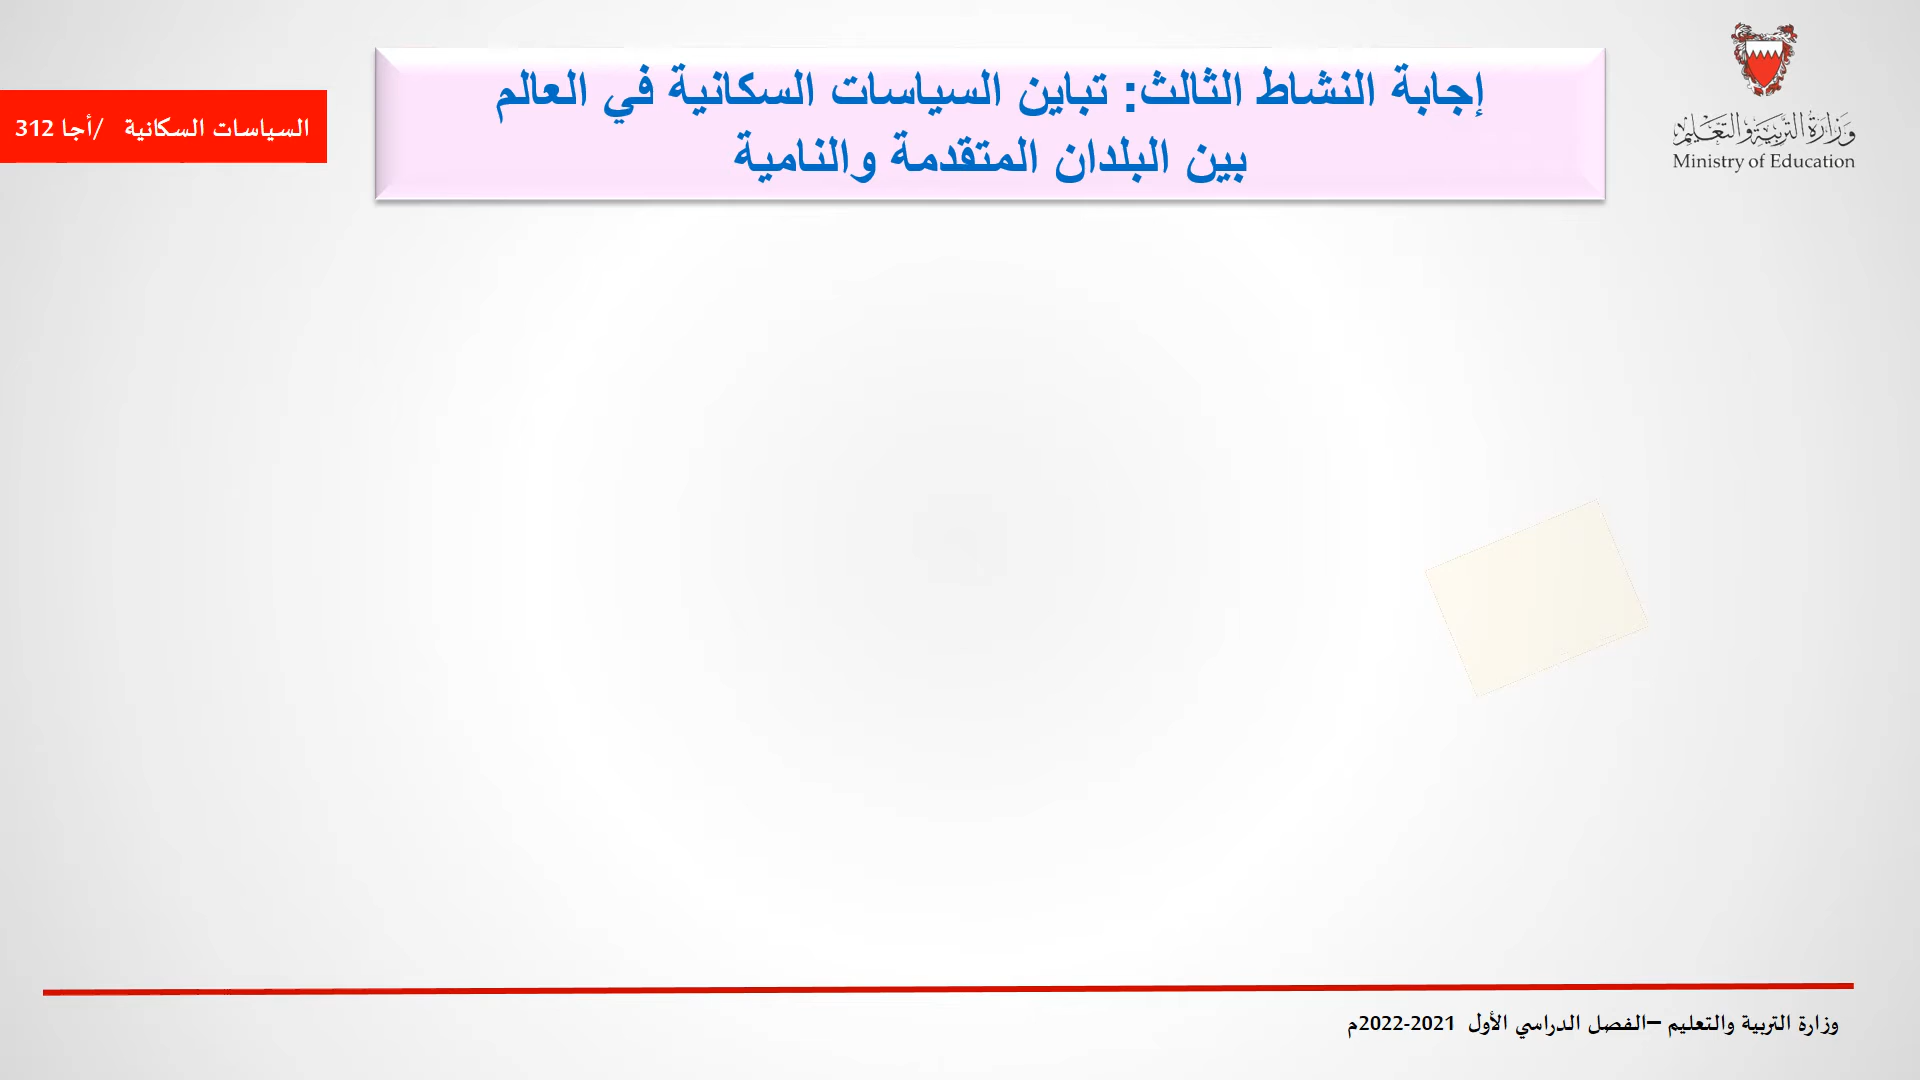 إجابة النشاط الثالث: تباين السياسات السكانية في العالم
بين البلدان المتقدمة والنامية
السياسات السكانية /أجا 312
وزارة التربية والتعليم
Ministry of Education
وزارة التربية والتعليم –الفصل الدراسي الأول 2021-2022م